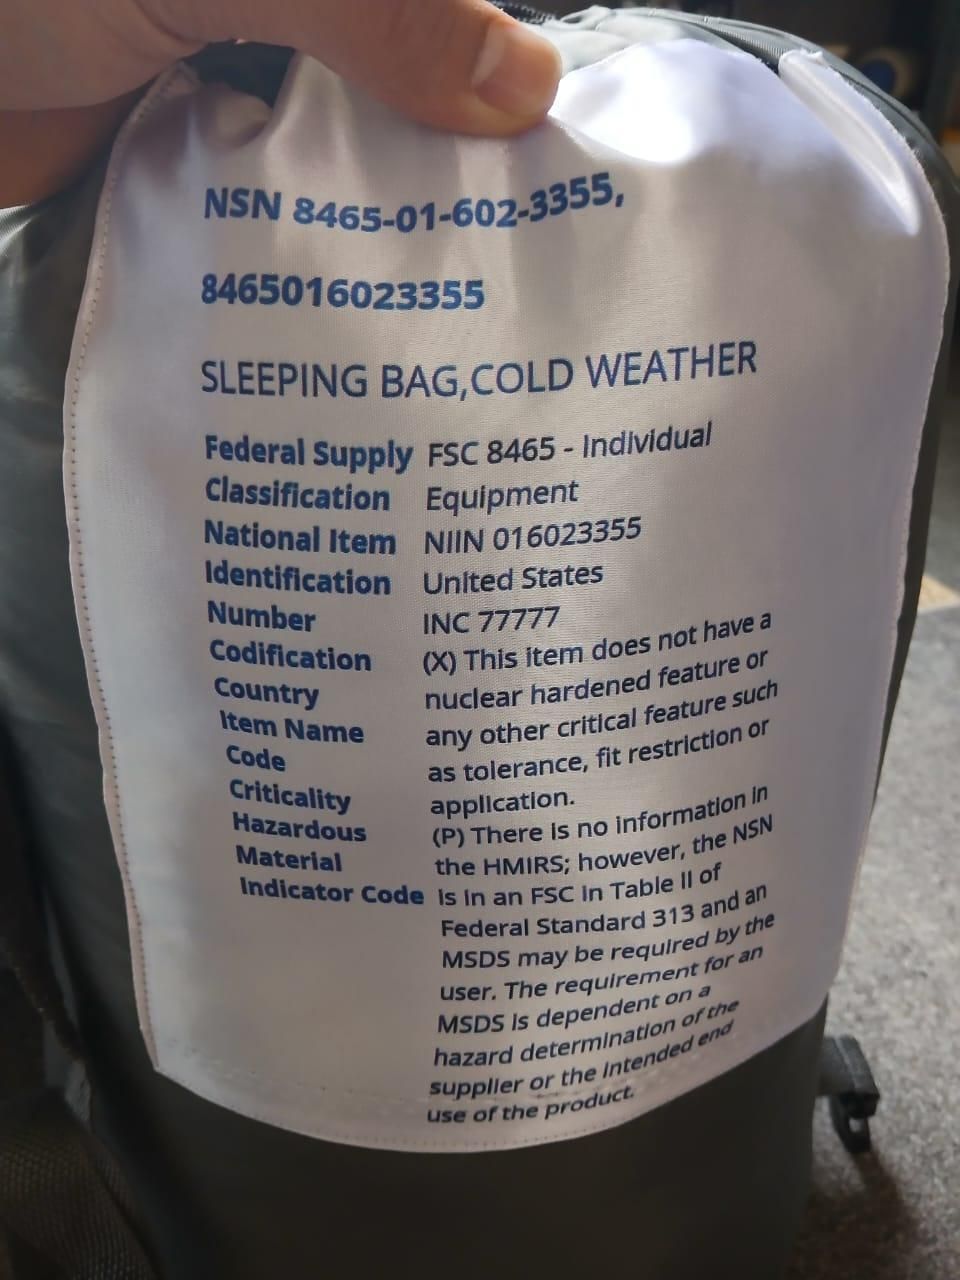 NSN 8465-01-602-3355,
8465016023355
SLEEPING BAG,COLD WEATHER
Federal Supply FSC 8465 - Individual
Classification Equipment
National Item NIIN 016023355
Identification United States
Number INC 77777
Codification (X) This item does not have a
Country nuclear hardened feature or
Item Name any other critical feature such
Code as tolerance, fit restriction or
Criticality application.
Hazardous (P) There is no information in
Material the HMIRS; however, the NSN
Indicator Code is in an FSC in Table II of
Federal Standard 313 and an
MSDS may be required by the
user. The requirement for an
MSDS is dependent on a
hazard determination of the
supplier or the intended end
use of the product.